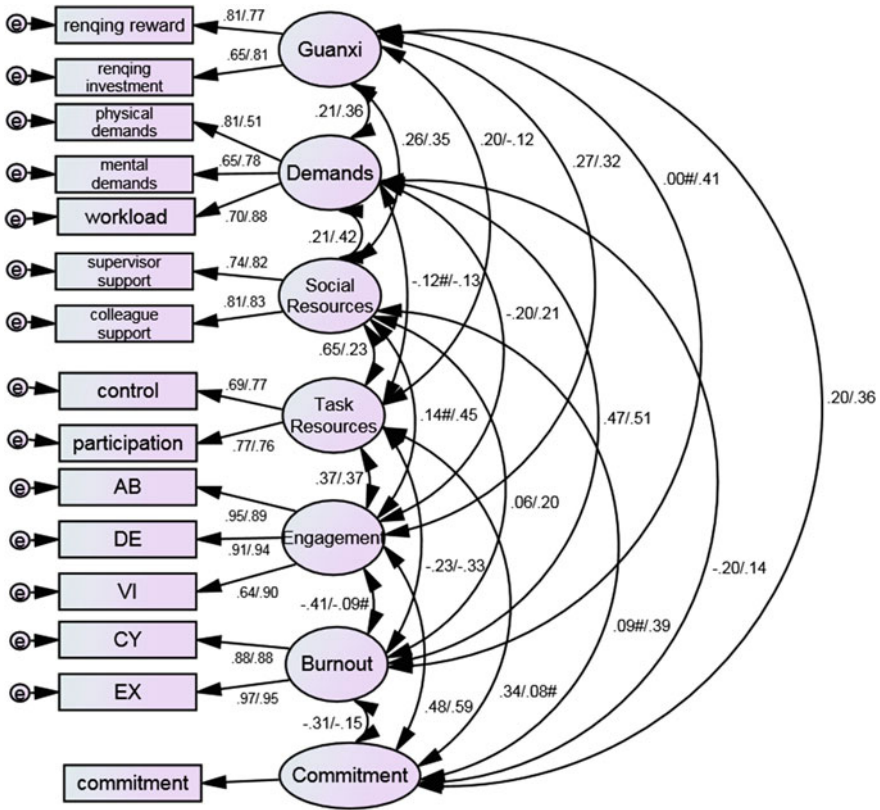 e
renqing reward
.81/.77
Guanxi
e
renqing
investment
.65/.81
e
physical
demands
.81/.51
.21/.36
.26/.35
.20/-.12
.27/.32
.00#/.41
e
mental
demands
.65/.78
Demands
e
workload
.70/.88
.21/.42
e
supervisor
support
.74/.82
Social
Resources
-.12#/-.13
-.20/.21
e
colleague
support
.81/.83
.65/.23
e
control
.69/.77
Task
Resources
.14#/.45
.47/.51
.20/.36
e
participation
.77/.76
.37/.37
e
AB
.95/.89
.06/.20
e
DE
.91/.94
Engagement
-.23/-.33
-.20/.14
e
VI
.64/.90
-.41/-.09#
.09#/.39
e
CY
.88/.88
Burnout
e
EX
.97/.95
.48/.59
.34/.08#
-.31/-.15
commitment
Commitment